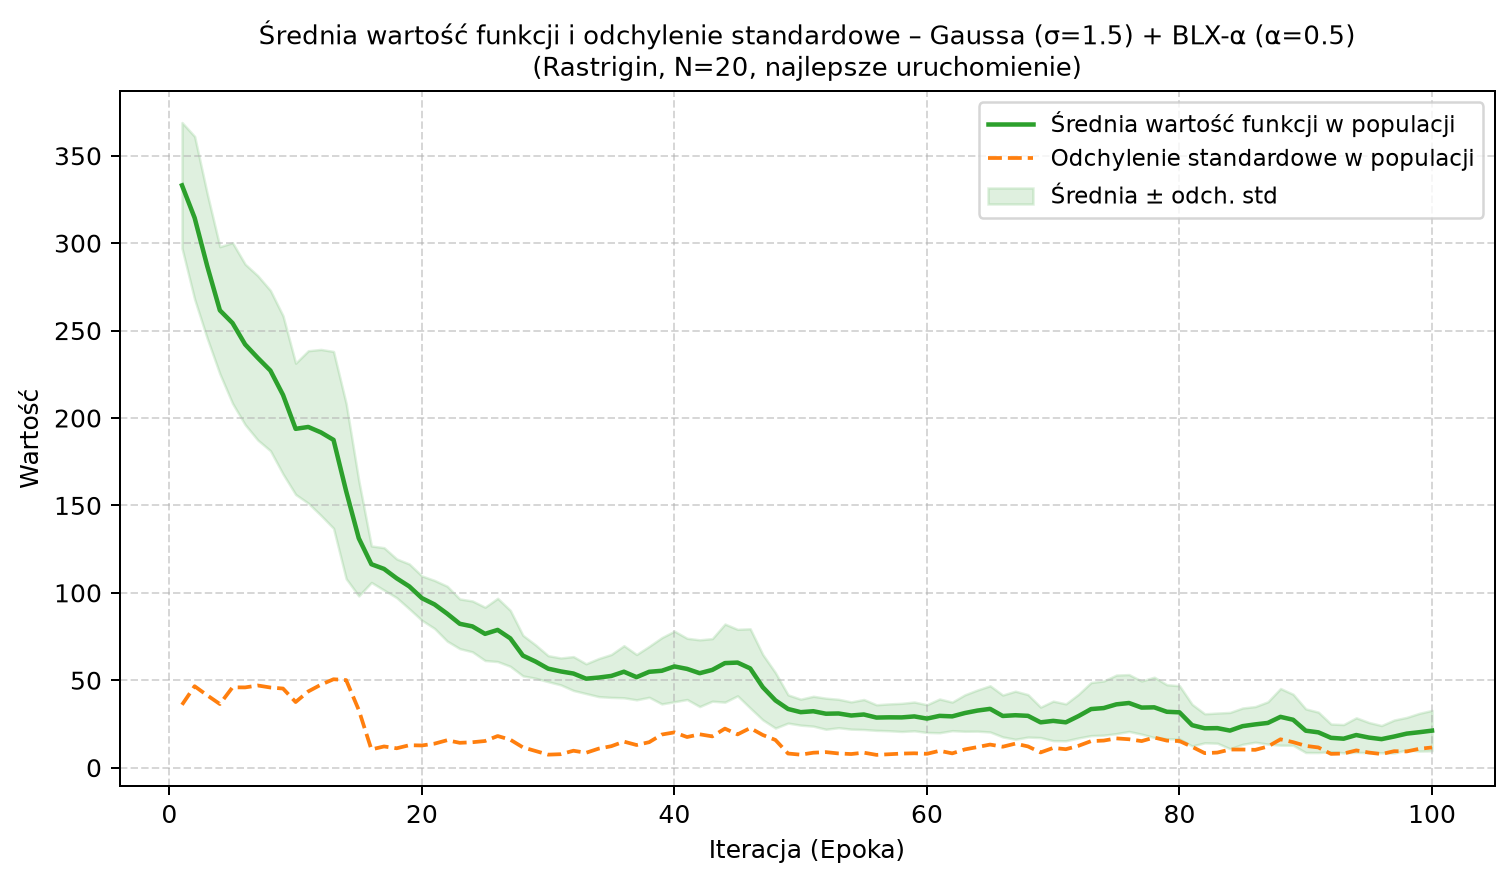 Średnia wartość funkcji i odchylenie standardowe – Gaussa (σ=1.5) + BLX-α (α=0.5)
(Rastrigin, N=20, najlepsze uruchomienie)
Średnia wartość funkcji w populacji
Odchylenie standardowe w populacji
Średnia ± odch. std
Wartość
350
300
250
200
150
100
50
0
0 20 40 60 80 100
Iteracja (Epoka)